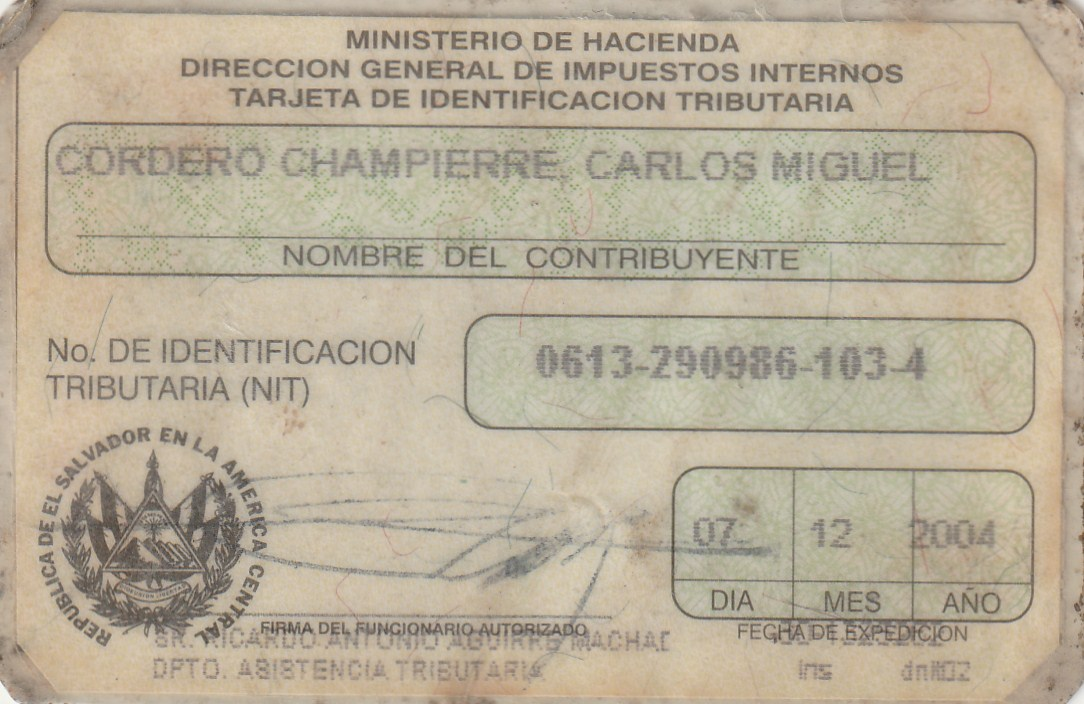 MINISTERIO DE HACIENDA
DIRECCION GENERAL DE IMPUESTOS INTERNOS
TARJETA DE IDENTIFICACION TRIBUTARIA
CORDERO CHAMPIERRE, CARLOS MIGUEL
NOMBRE DEL CONTRIBUYENTE
No. DE IDENTIFICACION
TRIBUTARIA (NIT)
0613-290986-103-4
REPUBLICA DE EL SALVADOR EN LA AMERICA CENTRAL
07 12 2004
DIA MES AÑO
FIRMA DEL FUNCIONARIO AUTORIZADO
FECHA DE EXPEDICION
SR. RICARDO ANTONIO AGUIRRE MACHAD
DPTO. ASISTENCIA TRIBUTARIA